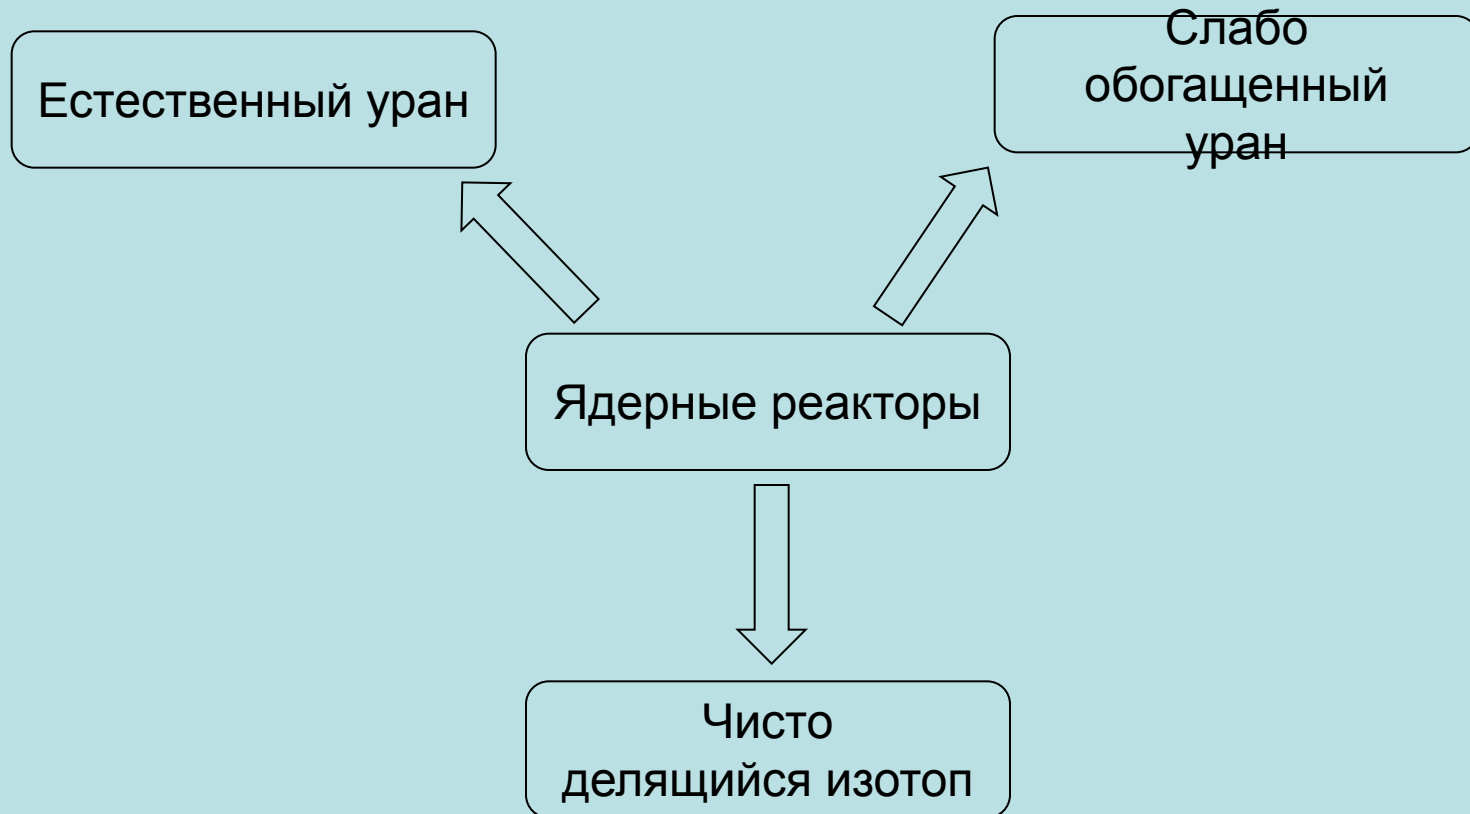 Естественный уран
Слабо
обогащенный
уран
Ядерные реакторы
Чисто
делящийся изотоп